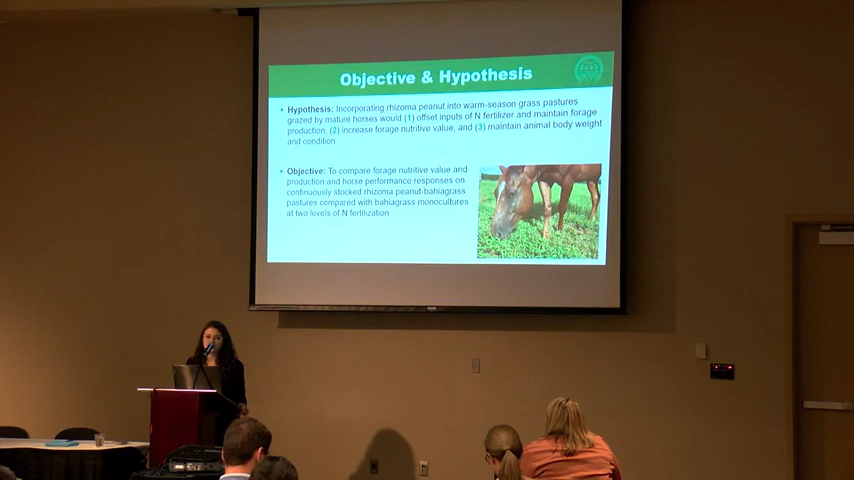 Objective & Hypothesis
• Hypothesis: Incorporating rhizoma peanut into warm-season grass pastures
grazed by mature horses would (1) offset inputs of N fertilizer and maintain forage
production, (2) increase forage nutritive value, and (3) maintain animal body weight
and condition
• Objective: To compare forage nutritive value and
production and horse performance responses on
continuously stocked rhizoma peanut-bahiagrass
pastures compared with bahiagrass monocultures
at two levels of N fertilization